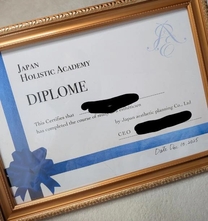 JAPAN
HOLISTIC ACADEMY
DIPLOME
This Certifies that
has completed the course of
by Japan aesthetic planning Co., Ltd
CEO
Date